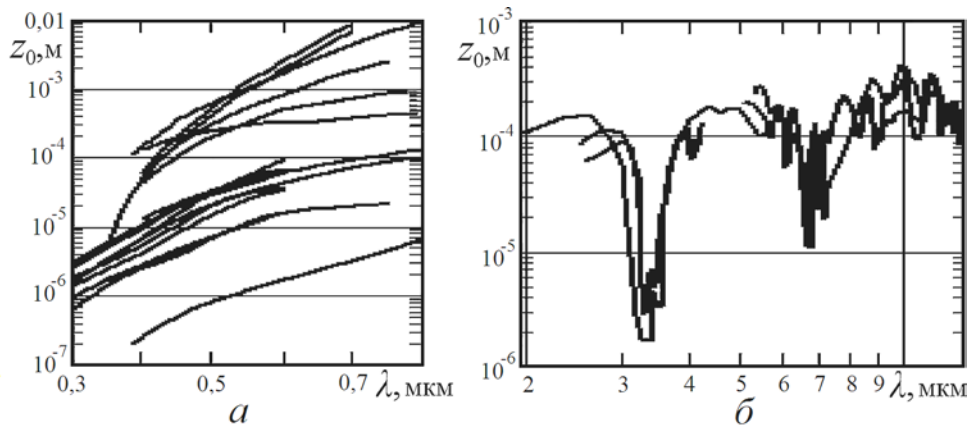 0,01
z₀, м
10⁻³
10⁻⁴
10⁻⁵
10⁻⁶
10⁻⁷
0,3 0,5 0,7 λ, мкм
а
10⁻³
z₀, м
10⁻⁴
10⁻⁵
10⁻⁶
2 3 4 5 6 7 8 9 λ, мкм
б